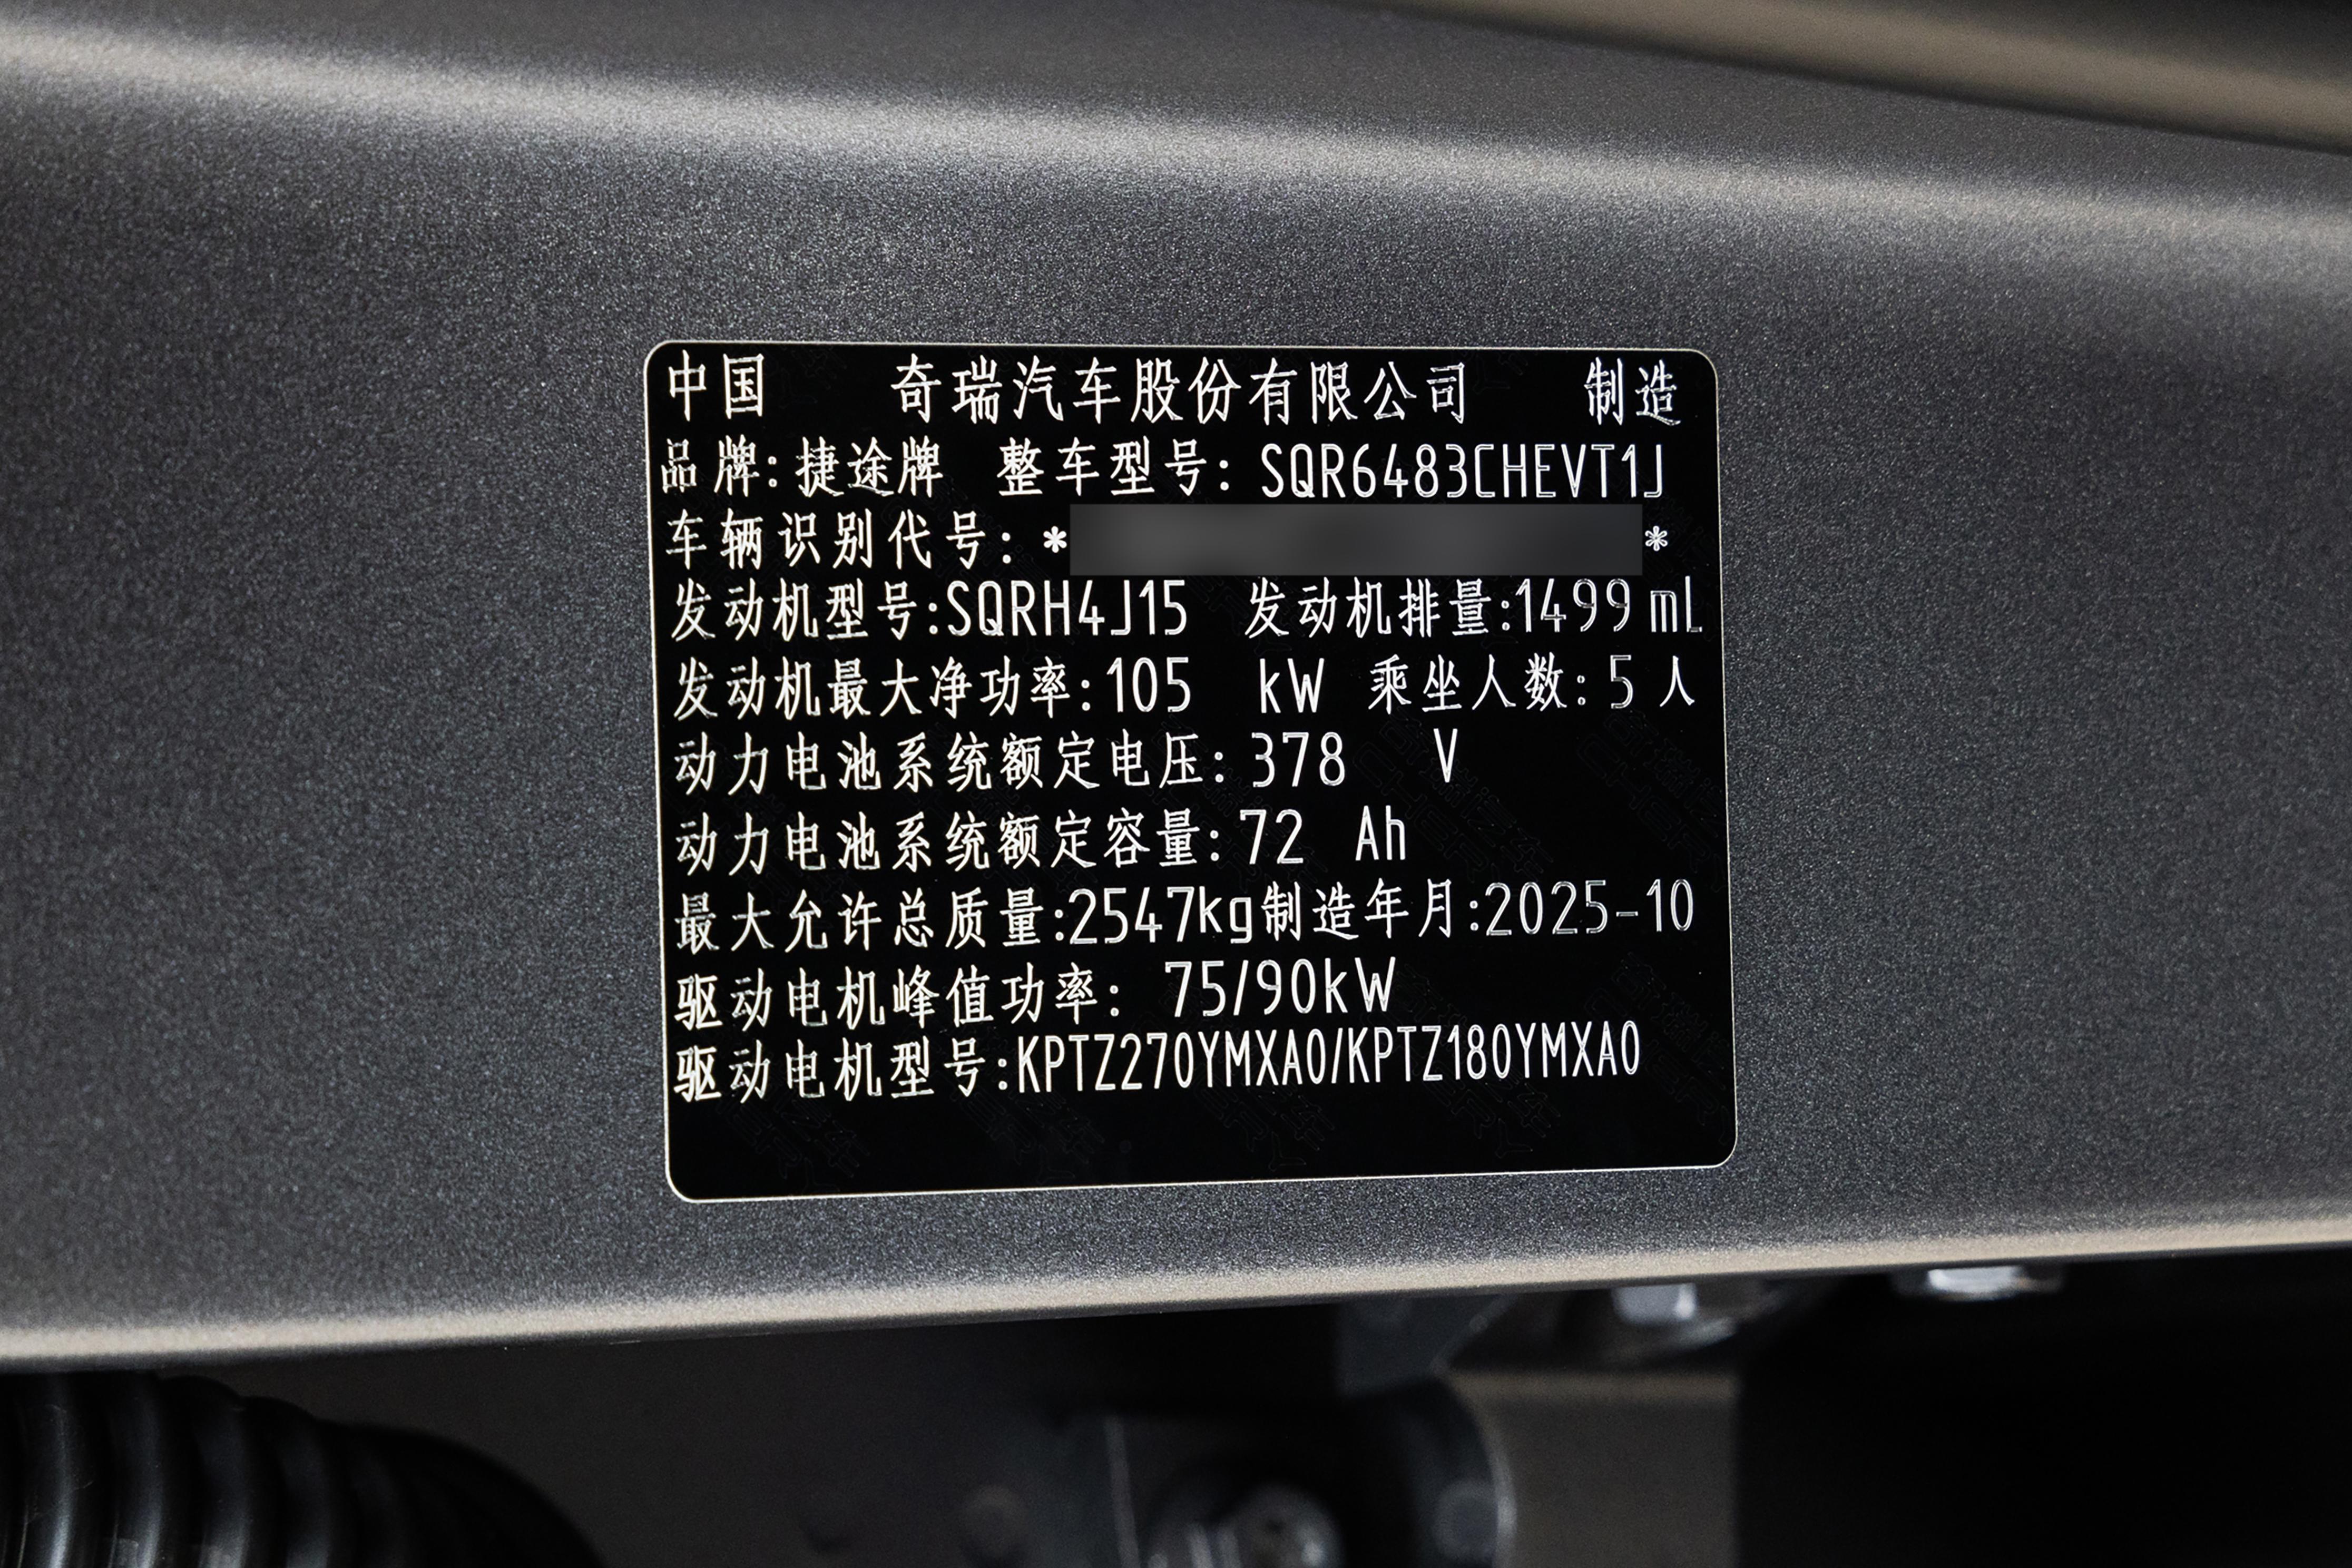 中国 奇瑞汽车股份有限公司 制造
品牌:捷途牌 整车型号:SQR6483CHEVT1J
车辆识别代号:* *
发动机型号:SQRH4J15 发动机排量:1499 mL
发动机最大净功率:105 kW 乘坐人数:5 人
动力电池系统额定电压:378 V
动力电池系统额定容量:72 Ah
最大允许总质量:2547kg制造年月:2025-10
驱动电机峰值功率: 75/90kW
驱动电机型号:KPTZ270YMXA0/KPTZ180YMXA0